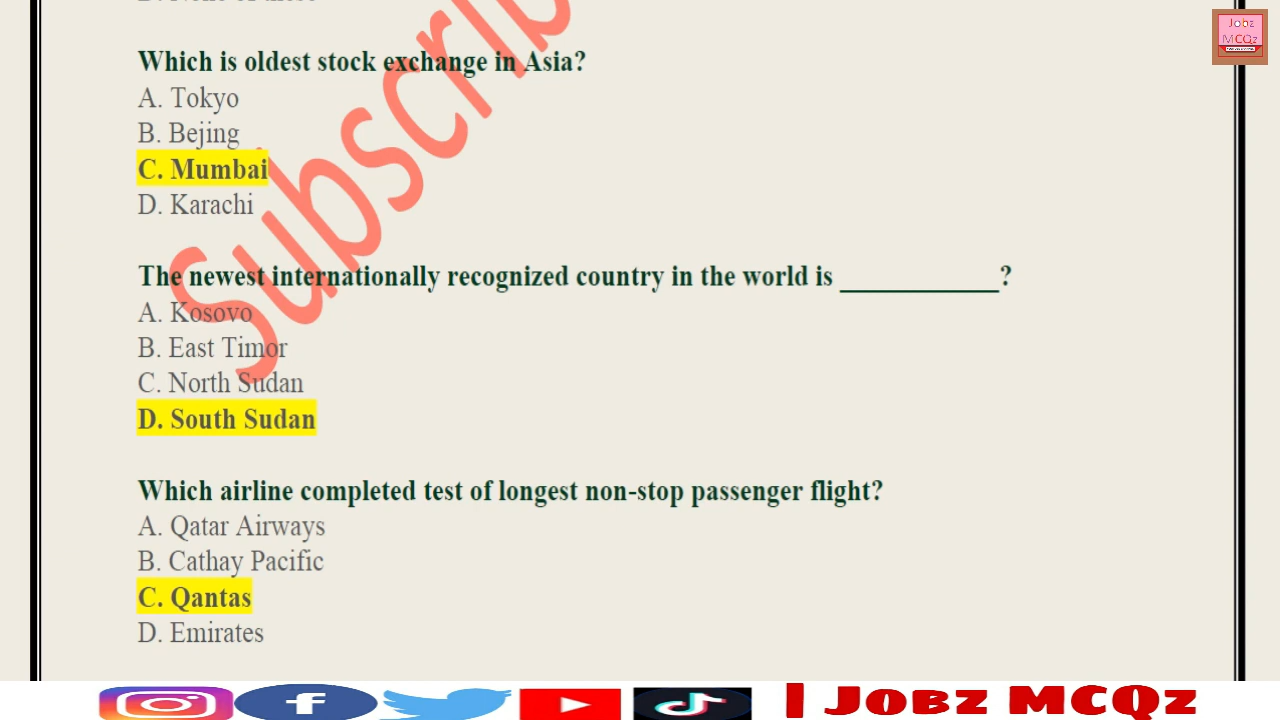 Jobz
MCQz
Which is oldest stock exchange in Asia?
A. Tokyo
B. Bejing
C. Mumbai
D. Karachi
Subscrib
The newest internationally recognized country in the world is ___________?
A. Kosovo
B. East Timor
C. North Sudan
D. South Sudan
Which airline completed test of longest non-stop passenger flight?
A. Qatar Airways
B. Cathay Pacific
C. Qantas
D. Emirates
| Jobz MCQz